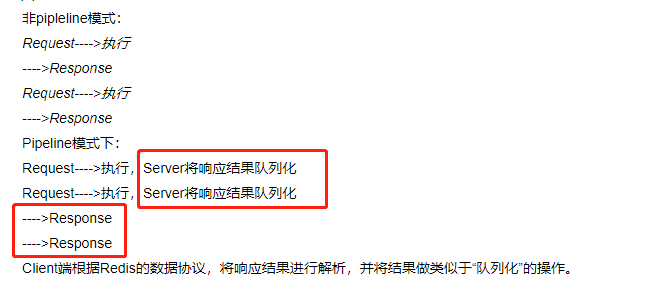 非pipleline模式：
Request---->执行
---->Response
Request---->执行
---->Response
Pipeline模式下：
Request---->执行，Server将响应结果队列化
Request---->执行，Server将响应结果队列化
---->Response
---->Response
Client端根据Redis的数据协议，将响应结果进行解析，并将结果做类似于“队列化”的操作。